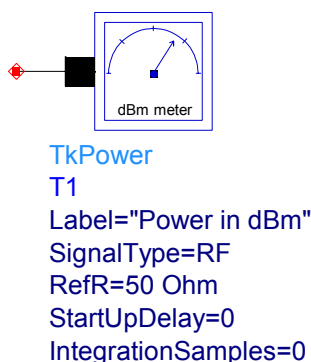 dBm meter
TkPower
T1
Label="Power in dBm"
SignalType=RF
RefR=50 Ohm
StartUpDelay=0
IntegrationSamples=0